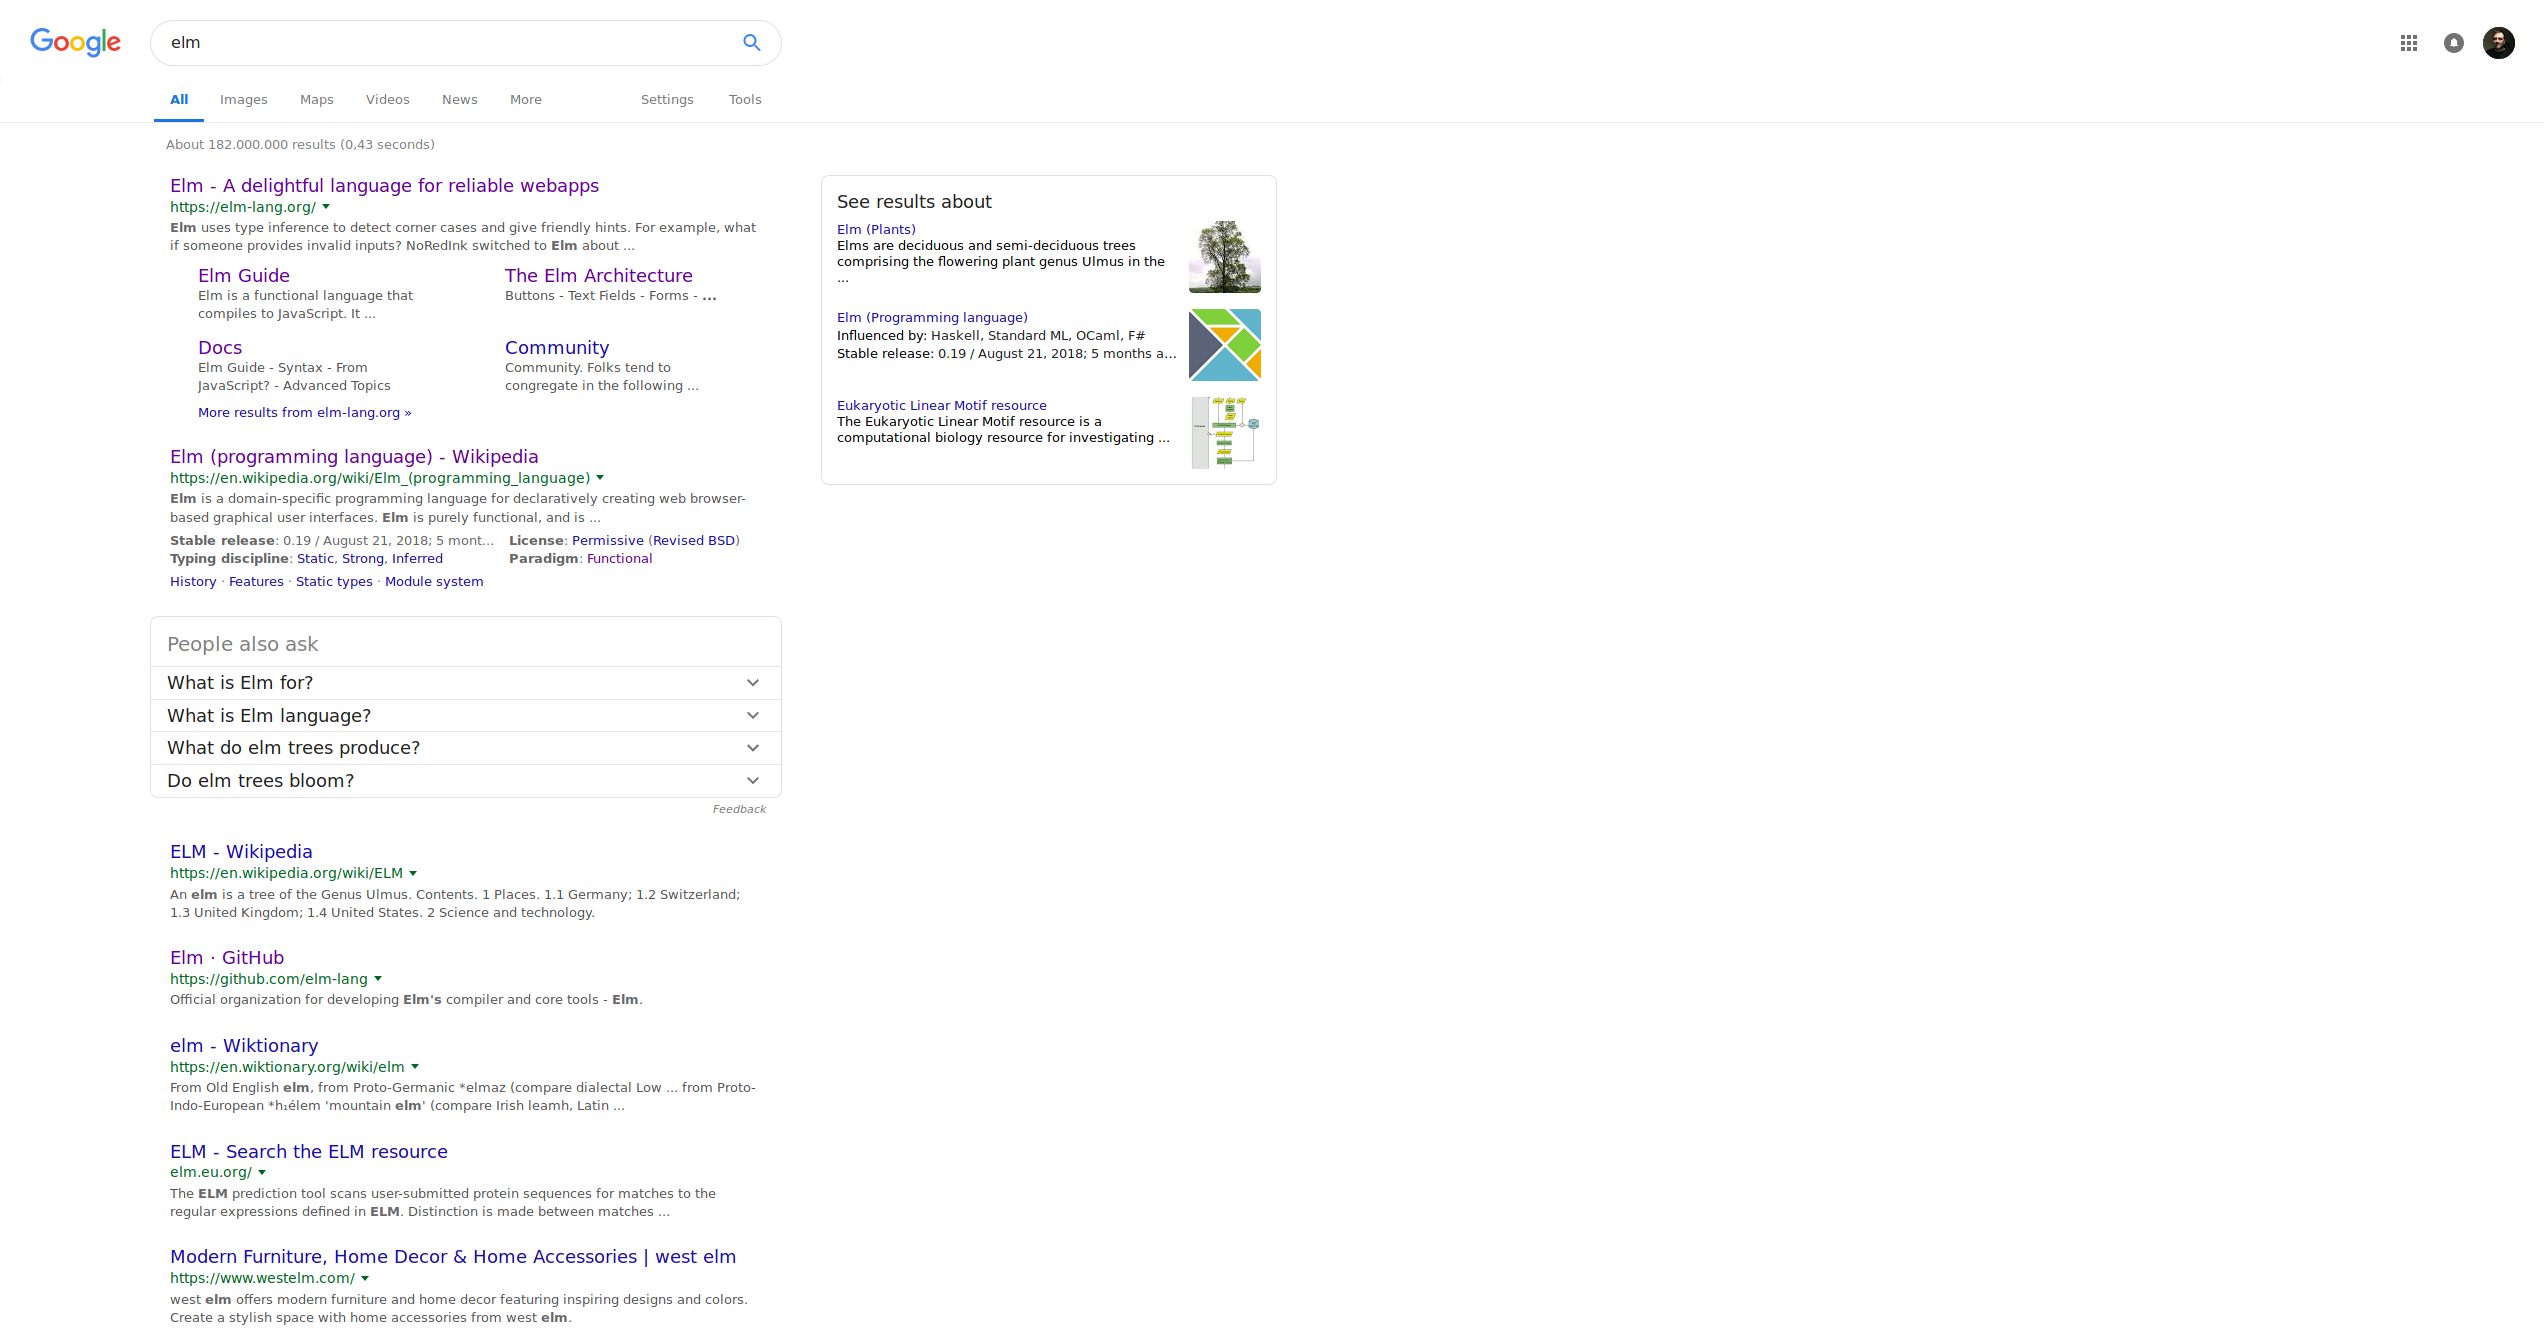 Google
elm
All Images Maps Videos News More Settings Tools
About 182.000.000 results (0,43 seconds)
Elm - A delightful language for reliable webapps
https://elm-lang.org/
Elm uses type inference to detect corner cases and give friendly hints. For example, what
if someone provides invalid inputs? NoRedInk switched to Elm about ...
Elm Guide
Elm is a functional language that
compiles to JavaScript. It ...
The Elm Architecture
Buttons - Text Fields - Forms - ...
Docs
Elm Guide - Syntax - From
JavaScript? - Advanced Topics
Community
Community. Folks tend to
congregate in the following ...
More results from elm-lang.org »
Elm (programming language) - Wikipedia
https://en.wikipedia.org/wiki/Elm_(programming_language)
Elm is a domain-specific programming language for declaratively creating web browser-
based graphical user interfaces. Elm is purely functional, and is ...
Stable release: 0.19 / August 21, 2018; 5 mont... License: Permissive (Revised BSD)
Typing discipline: Static, Strong, Inferred Paradigm: Functional
History · Features · Static types · Module system
People also ask
What is Elm for?
What is Elm language?
What do elm trees produce?
Do elm trees bloom?
Feedback
ELM - Wikipedia
https://en.wikipedia.org/wiki/ELM
An elm is a tree of the Genus Ulmus. Contents. 1 Places. 1.1 Germany; 1.2 Switzerland;
1.3 United Kingdom; 1.4 United States. 2 Science and technology.
Elm · GitHub
https://github.com/elm-lang
Official organization for developing Elm's compiler and core tools - Elm.
elm - Wiktionary
https://en.wiktionary.org/wiki/elm
From Old English elm, from Proto-Germanic *elmaz (compare dialectal Low ... from Proto-
Indo-European *h₁élem 'mountain elm' (compare Irish leamh, Latin ...
ELM - Search the ELM resource
elm.eu.org/
The ELM prediction tool scans user-submitted protein sequences for matches to the
regular expressions defined in ELM. Distinction is made between matches ...
Modern Furniture, Home Decor & Home Accessories | west elm
https://www.westelm.com/
west elm offers modern furniture and home decor featuring inspiring designs and colors.
Create a stylish space with home accessories from west elm.
See results about
Elm (Plants)
Elms are deciduous and semi-deciduous trees
comprising the flowering plant genus Ulmus in the
...
Elm (Programming language)
Influenced by: Haskell, Standard ML, OCaml, F#
Stable release: 0.19 / August 21, 2018; 5 months a...
Eukaryotic Linear Motif resource
The Eukaryotic Linear Motif resource is a
computational biology resource for investigating ...